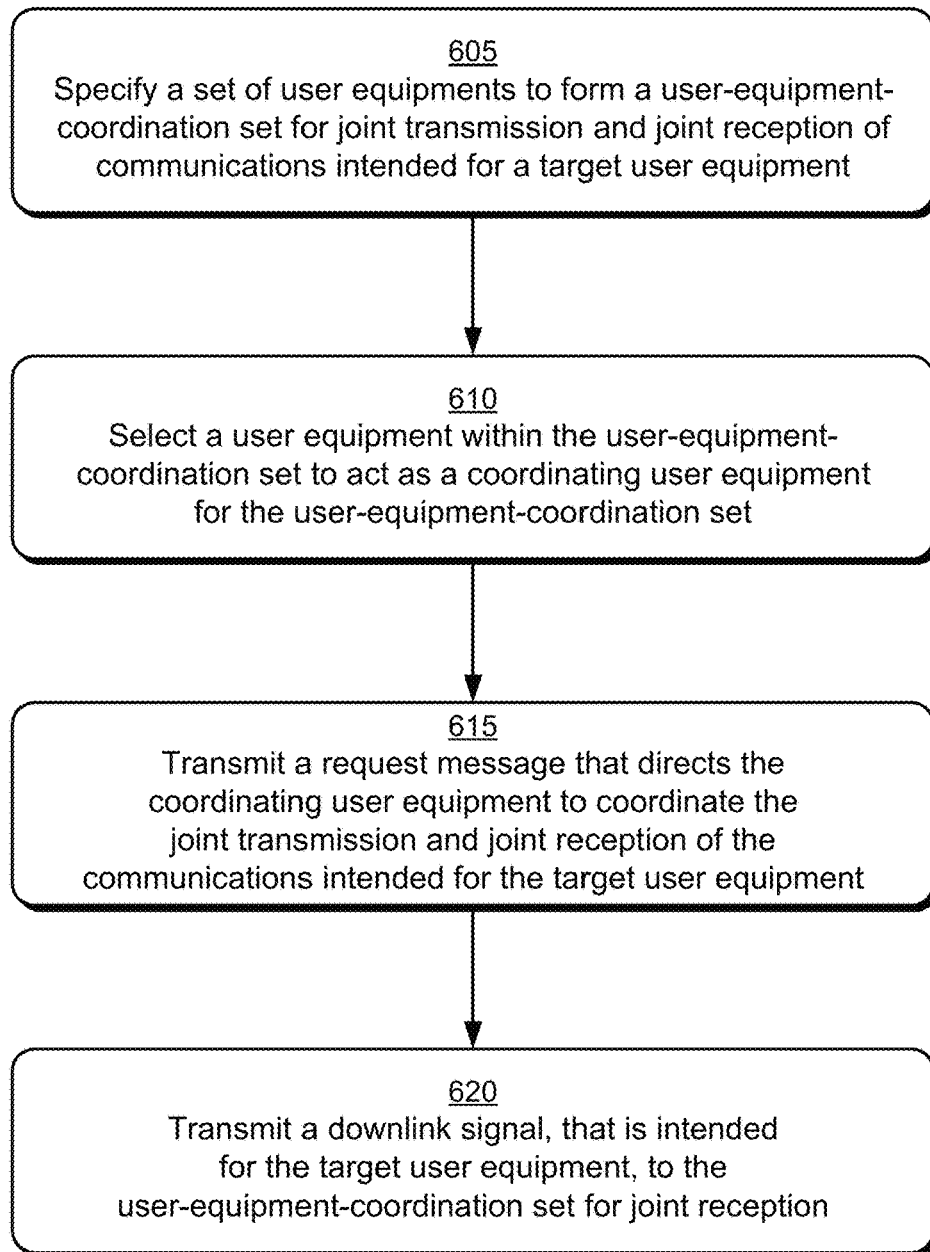 605
Specify a set of user equipments to form a user-equipment-
coordination set for joint transmission and joint reception of
communications intended for a target user equipment
610
Select a user equipment within the user-equipment-
coordination set to act as a coordinating user equipment
for the user-equipment-coordination set
615
Transmit a request message that directs the
coordinating user equipment to coordinate the
joint transmission and joint reception of the
communications intended for the target user equipment
620
Transmit a downlink signal, that is intended
for the target user equipment, to the
user-equipment-coordination set for joint reception